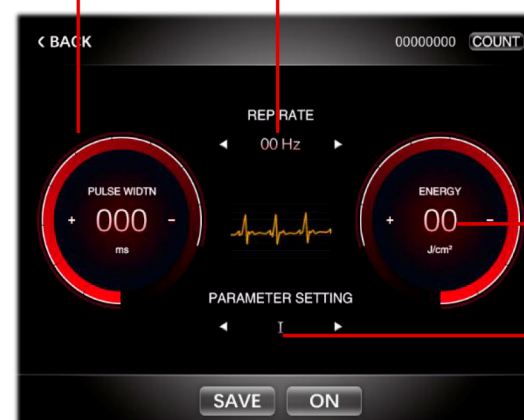 < BACK
00000000 COUNT
REP RATE
◄ 00 Hz ►
PULSE WIDTN
+ 000 -
ms
ENERGY
+ 00 -
J/cm²
PARAMETER SETTING
◄ I ►
SAVE ON